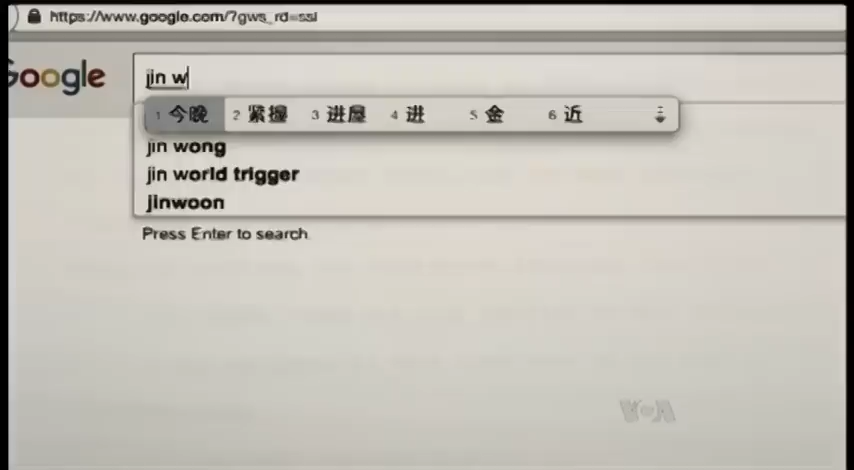 https://www.google.com/?gws_rd=ssl
Google
jin w
1 今晚 2 紧握 3 进屋 4 进 5 金 6 近
jin wong
jin world trigger
jinwoon
Press Enter to search.
VOA